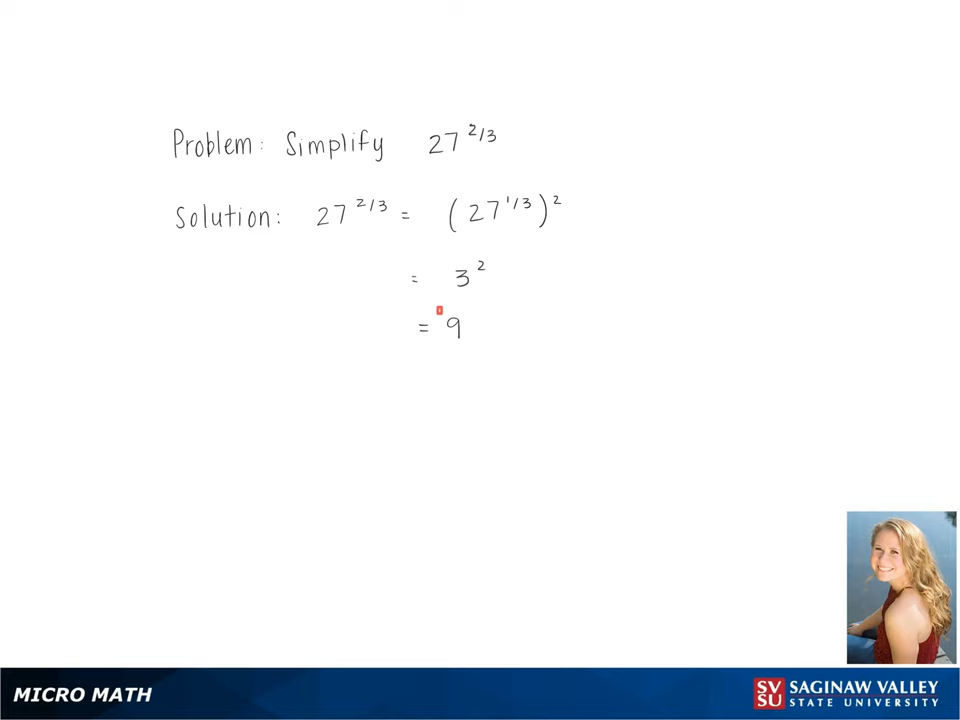 Problem: Simplify 27^2/3
Solution: 27^2/3 = (27^1/3)^2
= 3^2
= 9
MICRO MATH
SVSU SAGINAW VALLEY
STATE UNIVERSITY